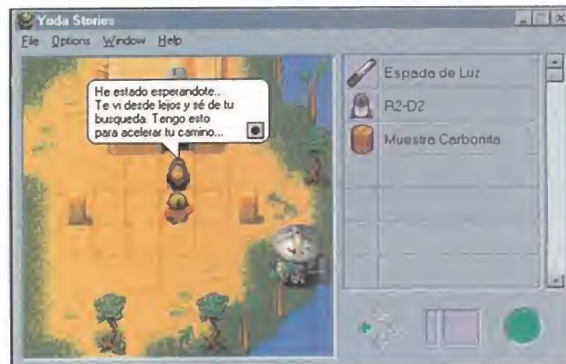 Yoda Stories
File Options Window Help
He estado esperandote..
Te vi desde lejos y sé de tu
busqueda. Tengo esto
para acelerar tu camino...
Espada de Luz
R2-D2
Muestra Carbonita